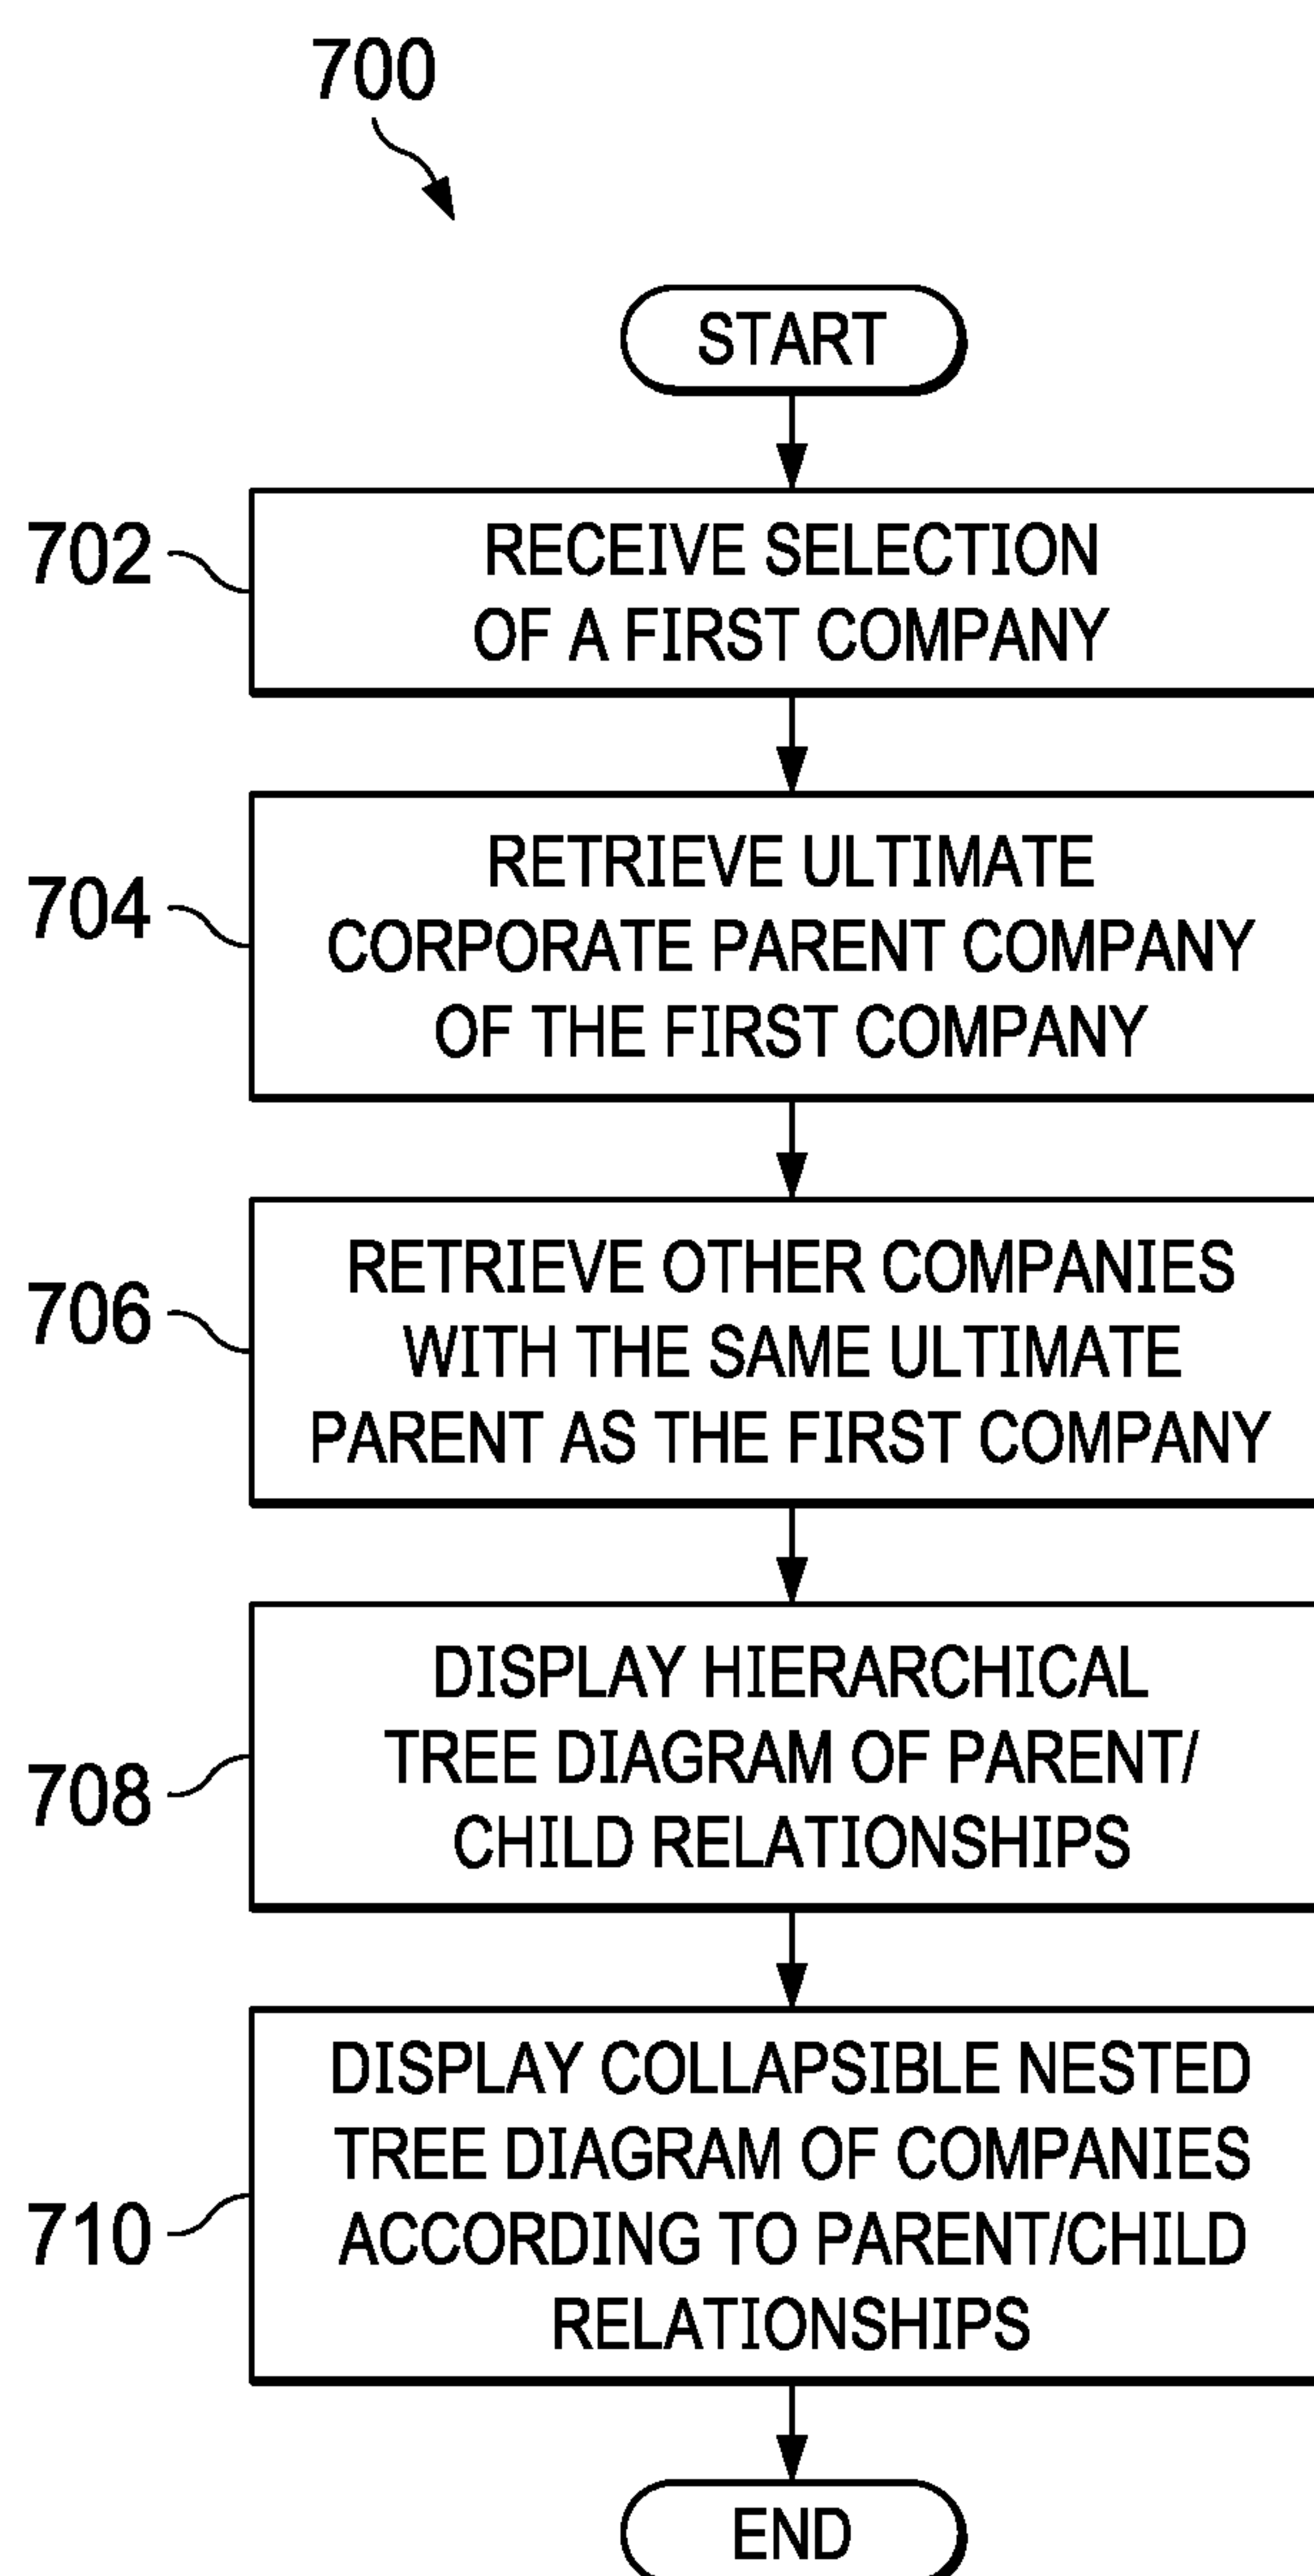 700
START
702
RECEIVE SELECTION
OF A FIRST COMPANY
704
RETRIEVE ULTIMATE
CORPORATE PARENT COMPANY
OF THE FIRST COMPANY
706
RETRIEVE OTHER COMPANIES
WITH THE SAME ULTIMATE
PARENT AS THE FIRST COMPANY
708
DISPLAY HIERARCHICAL
TREE DIAGRAM OF PARENT/
CHILD RELATIONSHIPS
710
DISPLAY COLLAPSIBLE NESTED
TREE DIAGRAM OF COMPANIES
ACCORDING TO PARENT/CHILD
RELATIONSHIPS
END